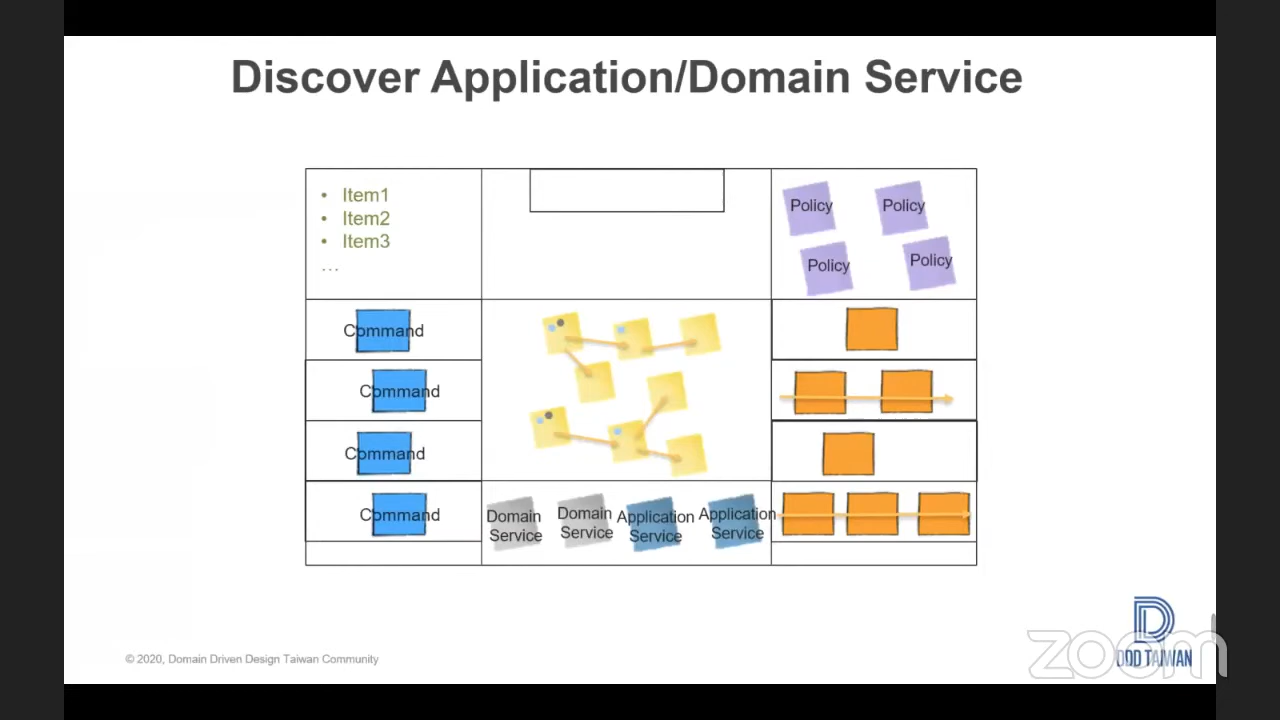 Discover Application/Domain Service
• Item1
• Item2
• Item3
…
Policy
Policy
Policy
Policy
Command
Command
Command
Command
Domain
Service
Domain
Service
Application
Service
Application
Service
© 2020, Domain Driven Design Taiwan Community
DDD TAIWAN
zoom